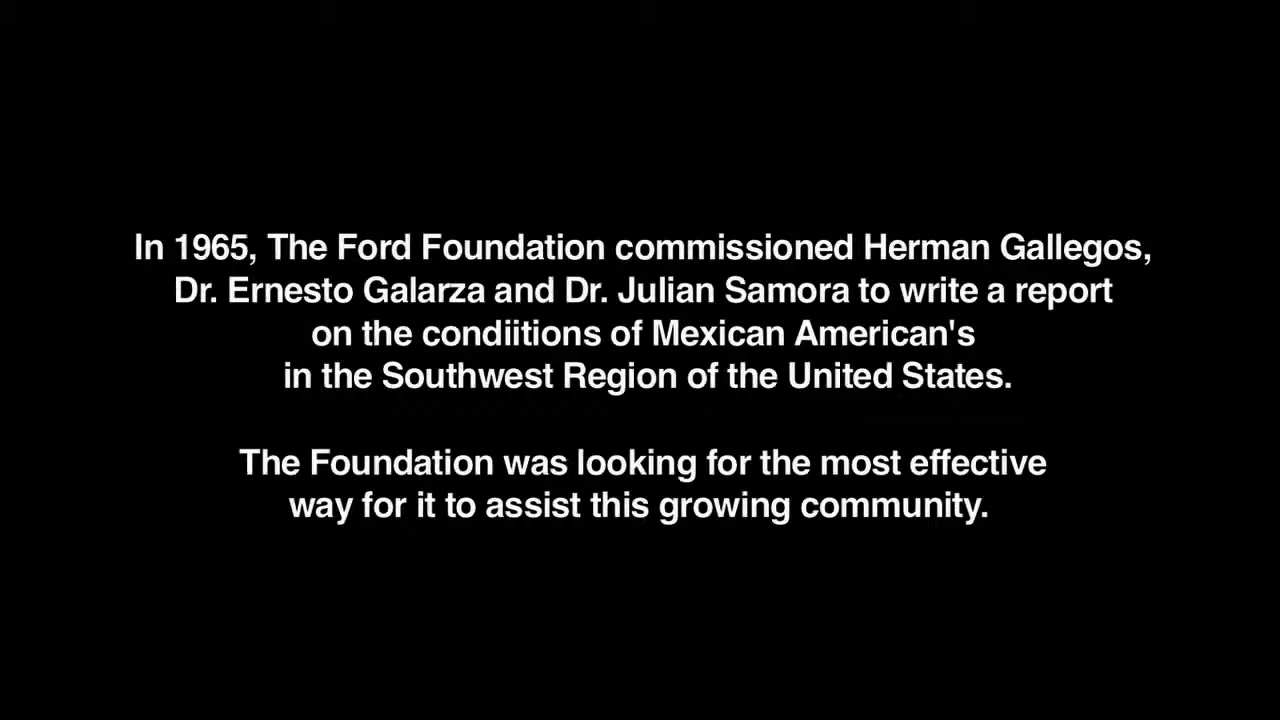 In 1965, The Ford Foundation commissioned Herman Gallegos,
Dr. Ernesto Galarza and Dr. Julian Samora to write a report
on the condiitions of Mexican American's
in the Southwest Region of the United States.
The Foundation was looking for the most effective
way for it to assist this growing community.